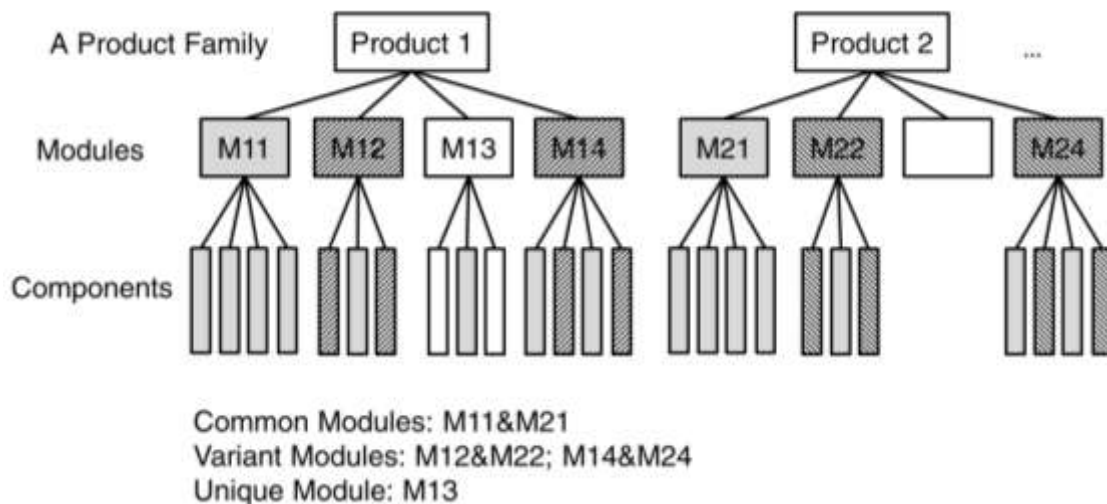 A Product Family Product 1 Product 2 ...
Modules M11 M12 M13 M14 M21 M22 M24
Components
Common Modules: M11&M21
Variant Modules: M12&M22; M14&M24
Unique Module: M13